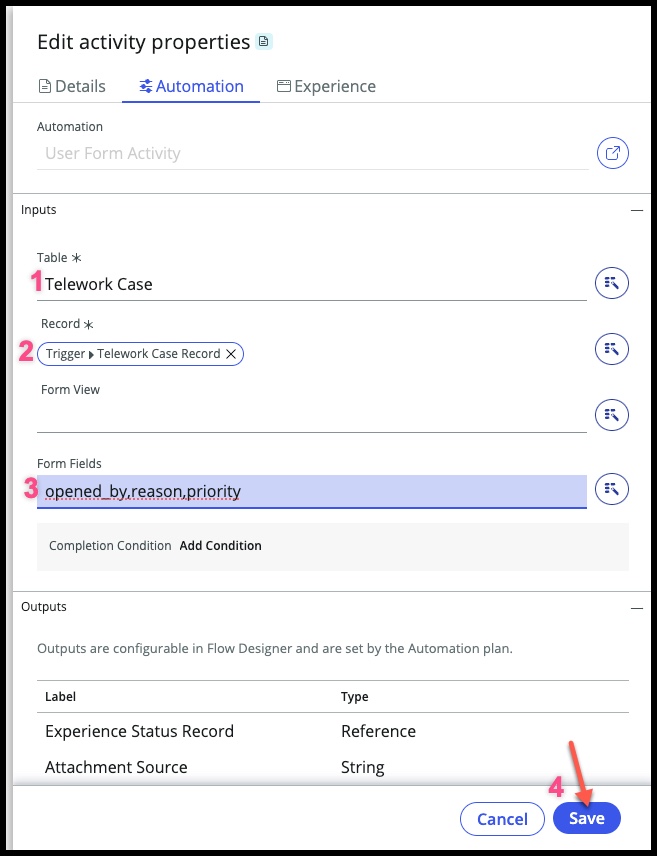 Edit activity properties
Details Automation Experience
Automation
User Form Activity
Inputs
Table *
1 Telework Case
Record *
2 Trigger ▸ Telework Case Record ✕
Form View
Form Fields
3 opened_by,reason,priority
Completion Condition Add Condition
Outputs
Outputs are configurable in Flow Designer and are set by the Automation plan.
Label Type
Experience Status Record Reference
Attachment Source String
4
Cancel Save